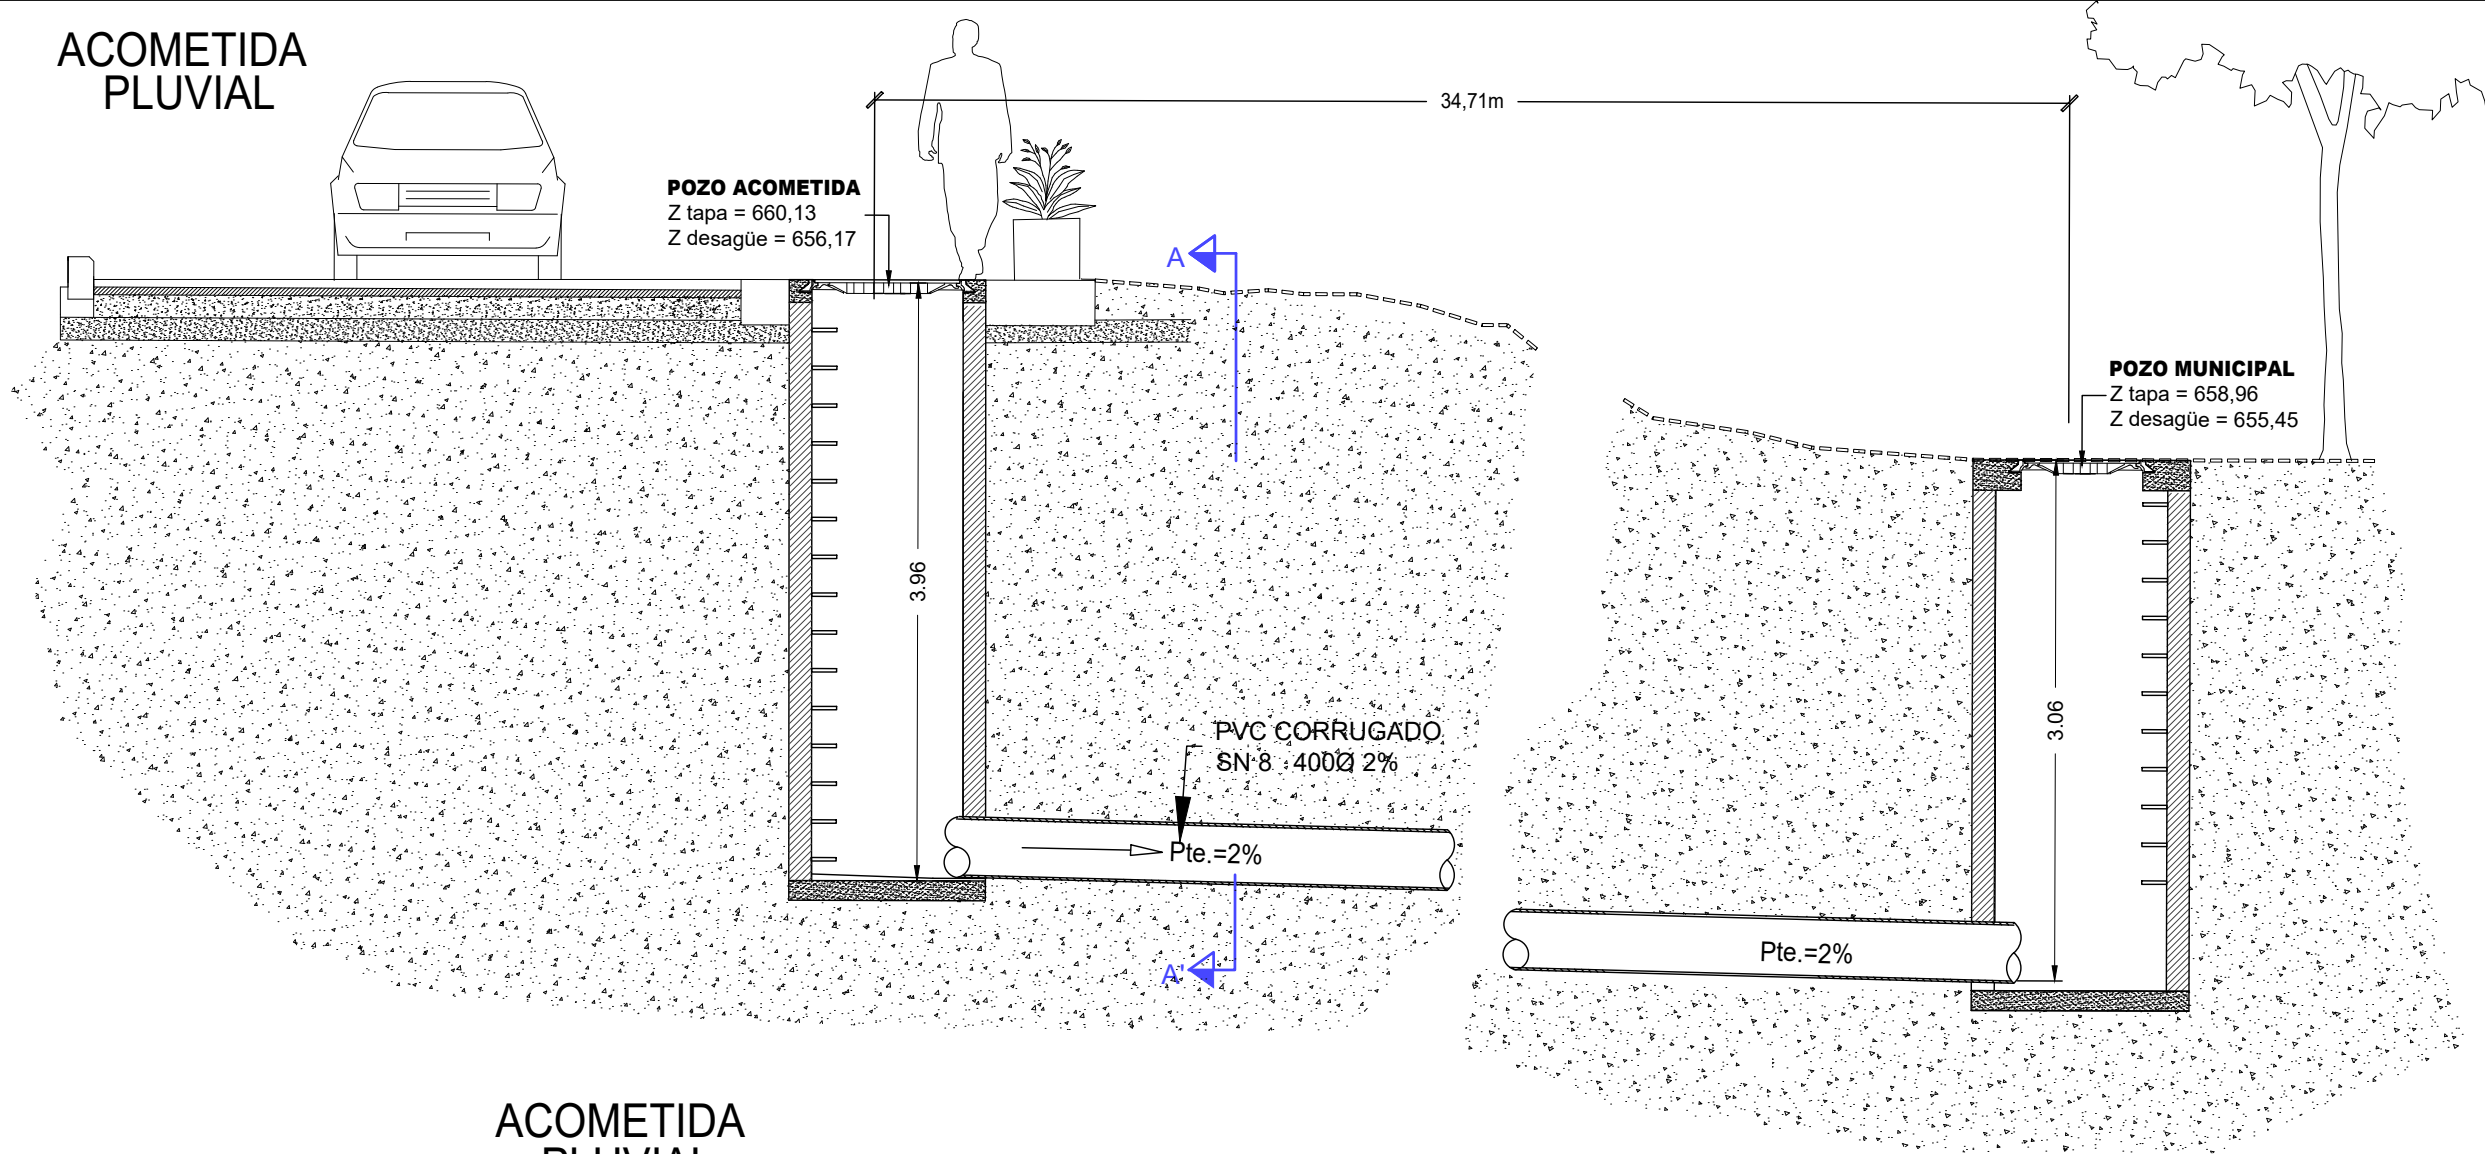 ACOMETIDA
PLUVIAL
34,71m
POZO ACOMETIDA
Z tapa = 660,13
Z desagüe = 656,17
A
POZO MUNICIPAL
Z tapa = 658,96
Z desagüe = 655,45
3.96
3.06
PVC CORRUGADO
SN 8 400Ø 2%
Pte.=2%
Pte.=2%
A'
ACOMETIDA
PLUVIAL